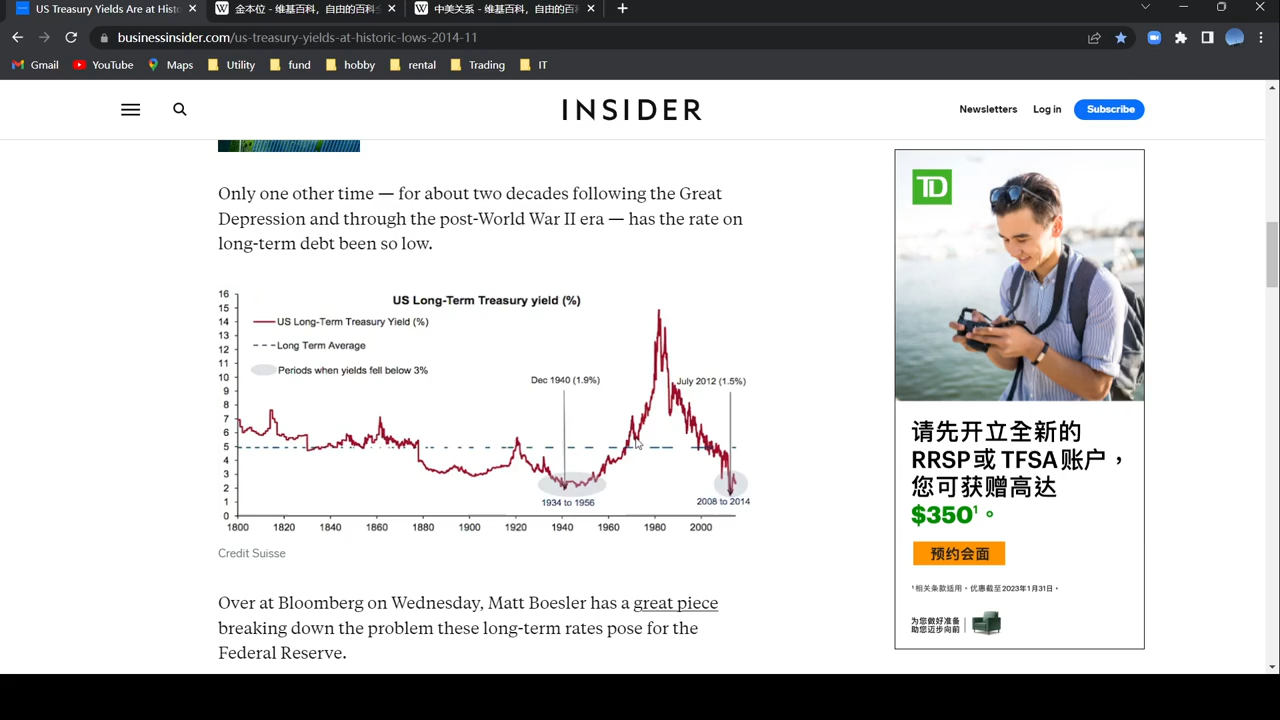 US Treasury Yields Are at Histo
金本位 - 维基百科，自由的百科全
中美关系 - 维基百科，自由的百
businessinsider.com/us-treasury-yields-at-historic-lows-2014-11
Gmail YouTube Maps Utility fund hobby rental Trading IT
INSIDER
Newsletters Log in Subscribe
Only one other time — for about two decades following the Great
Depression and through the post-World War II era — has the rate on
long-term debt been so low.
US Long-Term Treasury yield (%)
US Long-Term Treasury Yield (%)
Long Term Average
Periods when yields fell below 3%
Dec 1940 (1.9%)
July 2012 (1.5%)
1934 to 1956
2008 to 2014
16
15
14
13
12
11
10
9
8
7
6
5
4
3
2
1
0
1800 1820 1840 1860 1880 1900 1920 1940 1960 1980 2000
Credit Suisse
Over at Bloomberg on Wednesday, Matt Boesler has a great piece
breaking down the problem these long-term rates pose for the
Federal Reserve.
TD
请先开立全新的
RRSP或TFSA账户，
您可获赠高达
$350¹。
预约会面
¹相关条款适用。优惠截至2023年1月31日。
为您做好准备
助您迈步向前